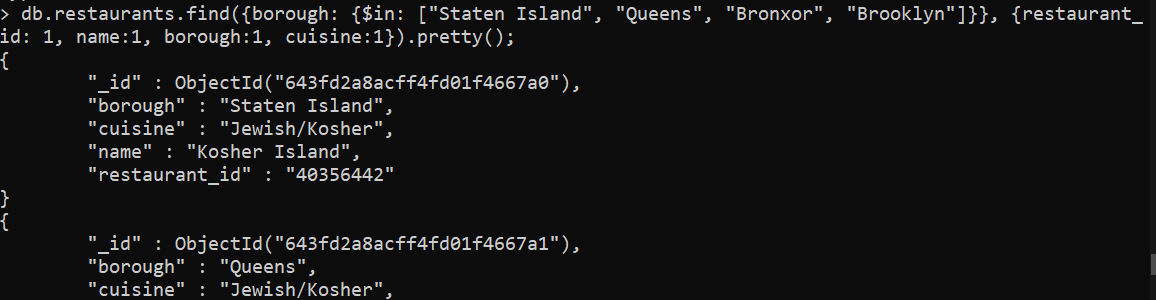 > db.restaurants.find({borough: {$in: ["Staten Island", "Queens", "Bronxor", "Brooklyn"]}}, {restaurant_
id: 1, name:1, borough:1, cuisine:1}).pretty();
{
        "_id" : ObjectId("643fd2a8acff4fd01f4667a0"),
        "borough" : "Staten Island",
        "cuisine" : "Jewish/Kosher",
        "name" : "Kosher Island",
        "restaurant_id" : "40356442"
}
{
        "_id" : ObjectId("643fd2a8acff4fd01f4667a1"),
        "borough" : "Queens",
        "cuisine" : "Jewish/Kosher",